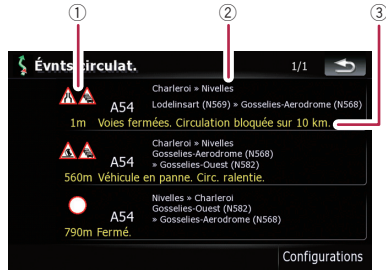 ① ② ③
Évnts circulat. 1/1
Charleroi » Nivelles
A54 Lodelinsart (N569) » Gosselies-Aerodrome (N568)
1m Voies fermées. Circulation bloquée sur 10 km.
Charleroi » Nivelles
Gosselies-Aerodrome (N568)
A54 » Gosselies-Ouest (N582)
560m Véhicule en panne. Circ. ralentie.
Nivelles » Charleroi
Gosselies-Ouest (N582)
A54 » Gosselies-Aerodrome (N568)
790m Fermé.
Configurations